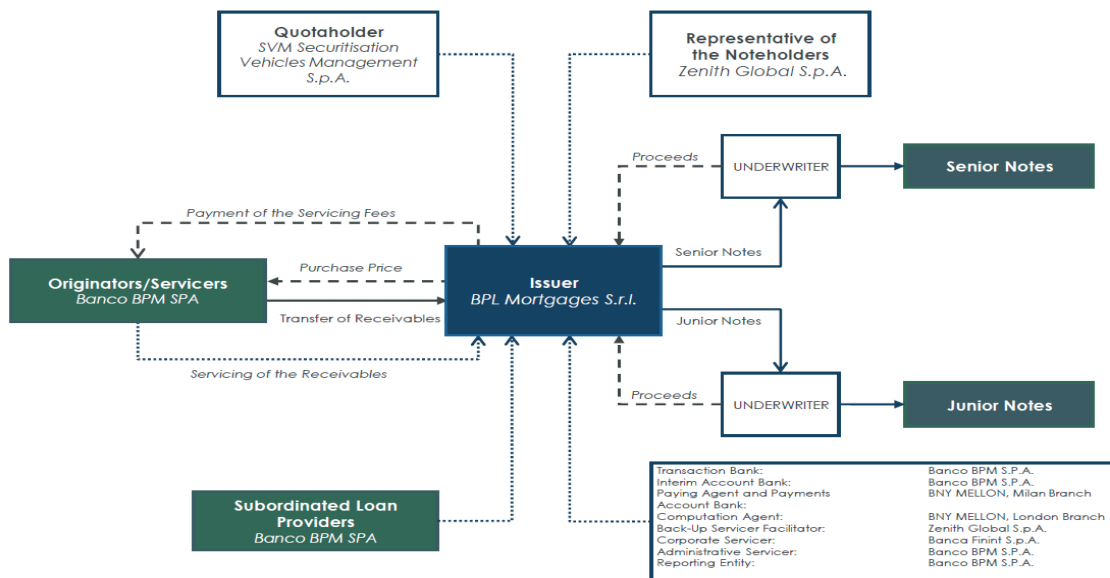 Quotaholder
SVM Securitisation
Vehicles Management
S.p.A.
Representative of
the Noteholders
Zenith Global S.p.A.
Proceeds
UNDERWRITER
Senior Notes
Payment of the Servicing Fees
Senior Notes
Originators/Servicers
Banco BPM SPA
Purchase Price
Transfer of Receivables
Issuer
BPL Mortgages S.r.l.
Junior Notes
Servicing of the Receivables
Proceeds
UNDERWRITER
Junior Notes
Subordinated Loan
Providers
Banco BPM SPA
Transaction Bank: Banco BPM S.P.A.
Interim Account Bank: Banco BPM S.P.A.
Paying Agent and Payments BNY MELLON, Milan Branch
Account Bank:
Computation Agent: BNY MELLON, London Branch
Back-Up Servicer Facilitator: Zenith Global S.p.A.
Corporate Servicer: Banca Finint S.p.A.
Administrative Servicer: Banco BPM S.P.A.
Reporting Entity: Banco BPM S.P.A.